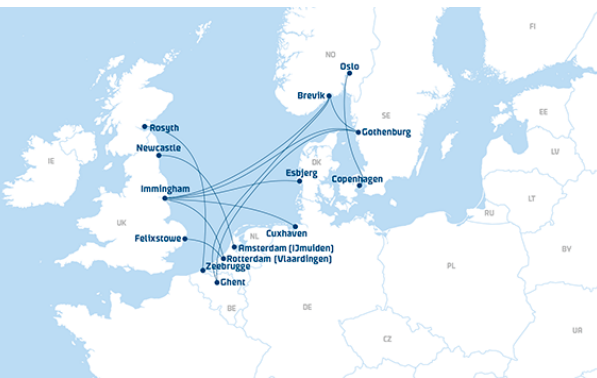 FI
NO
Oslo
Brevik
SE
EE
Rosyth
Gothenburg
Newcastle
LV
IE
DK
Esbjerg
Copenhagen
Immingham
LT
RU
UK
Cuxhaven
Felixstowe
NL
Amsterdam (IJmuiden)
BY
Rotterdam (Vlaardingen)
Zeebrugge
PL
Ghent
BE
DE
UA
CZ